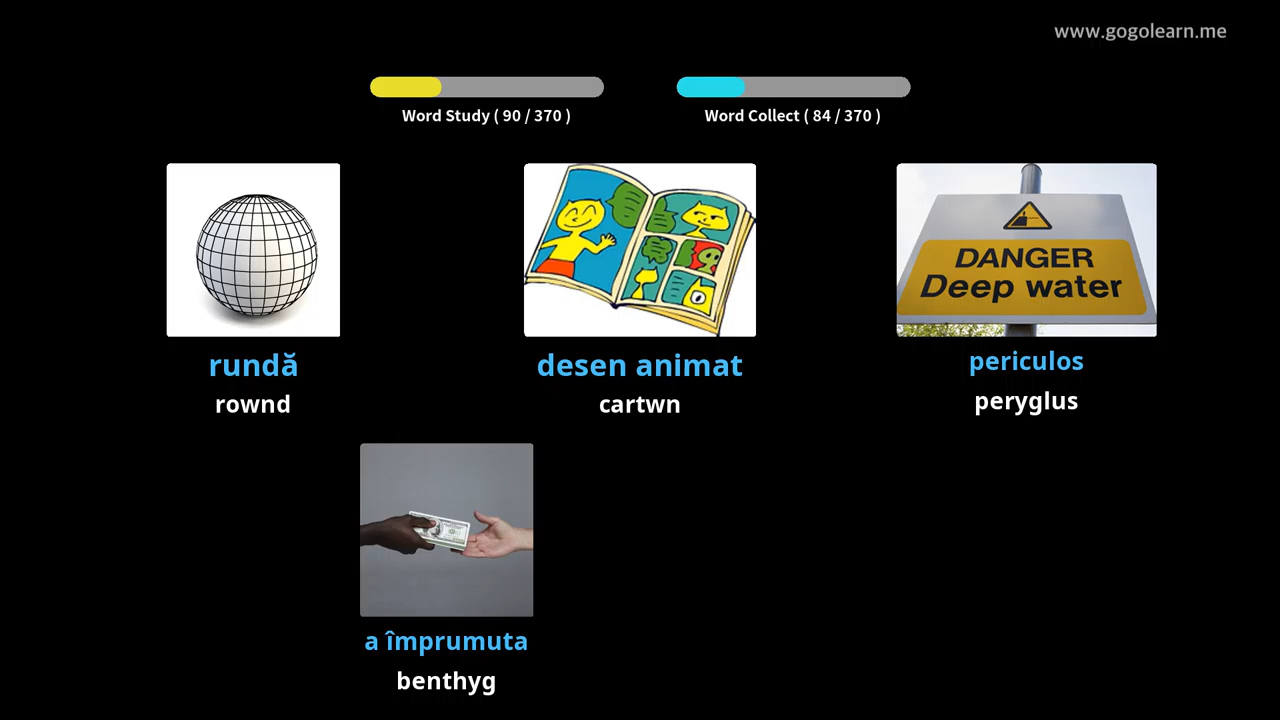 www.gogolearn.me
Word Study ( 90 / 370 )
Word Collect ( 84 / 370 )
DANGER
Deep water
rundă
desen animat
periculos
rownd
cartwn
peryglus
a împrumuta
benthyg